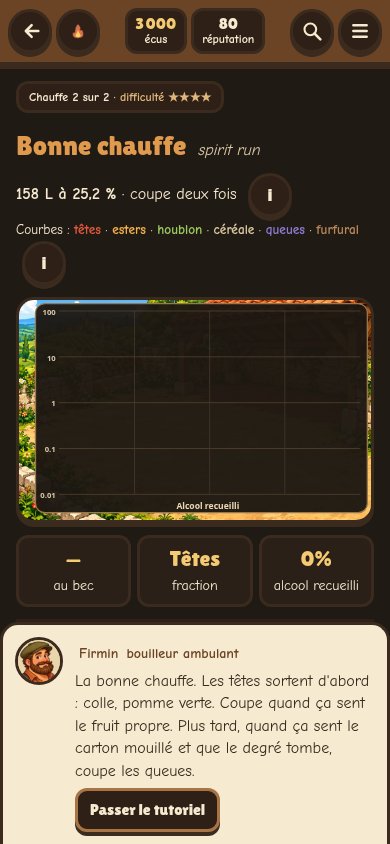 3 000
écus
80
réputation
Chauffe 2 sur 2 · difficulté ★★★★
Bonne chauffe spirit run
158 L à 25,2 % · coupe deux fois i
Courbes : têtes · esters · houblon · céréale · queues · furfural
i
100
10
1
0.1
0.01
Alcool recueilli
—
au bec
Têtes
fraction
0%
alcool recueilli
Firmin bouilleur ambulant
La bonne chauffe. Les têtes sortent d'abord
: colle, pomme verte. Coupe quand ça sent
le fruit propre. Plus tard, quand ça sent le
carton mouillé et que le degré tombe,
coupe les queues.
Passer le tutoriel